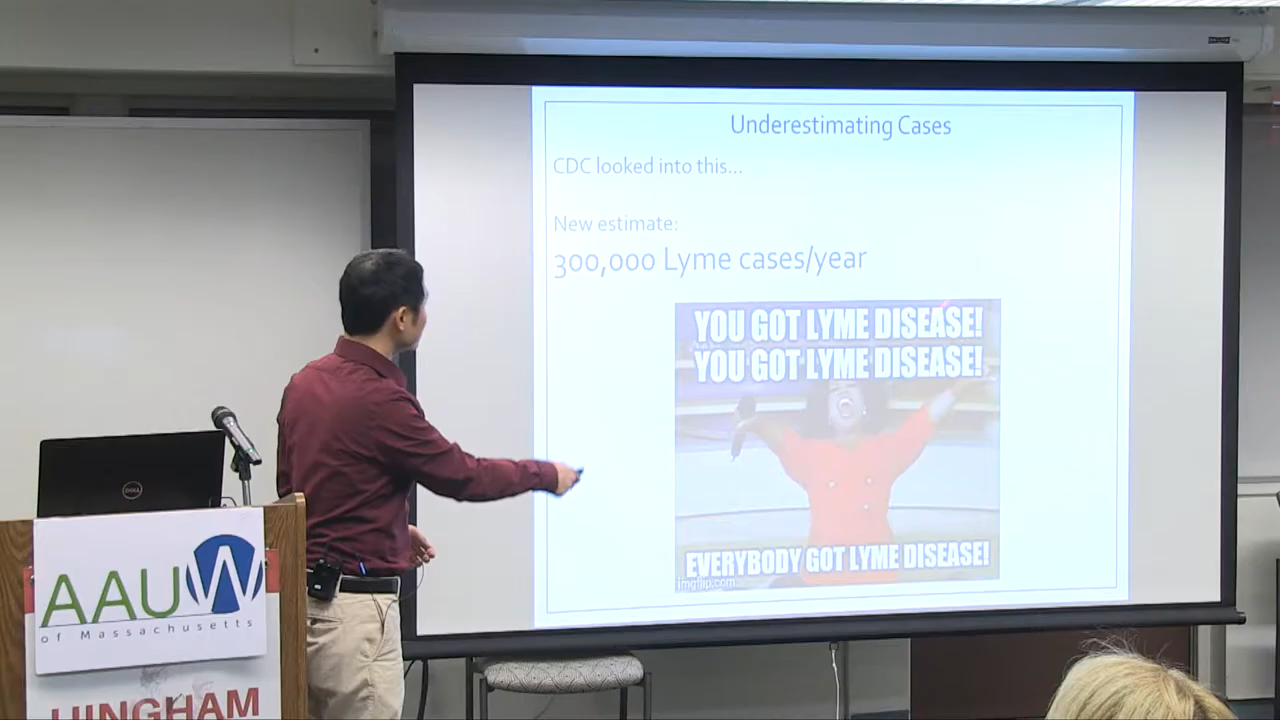 Underestimating Cases
CDC looked into this...
New estimate:
300,000 Lyme cases/year
YOU GOT LYME DISEASE!
YOU GOT LYME DISEASE!
EVERYBODY GOT LYME DISEASE!
imgflip.com
DELL
AAUW
of Massachusetts
HINGHAM